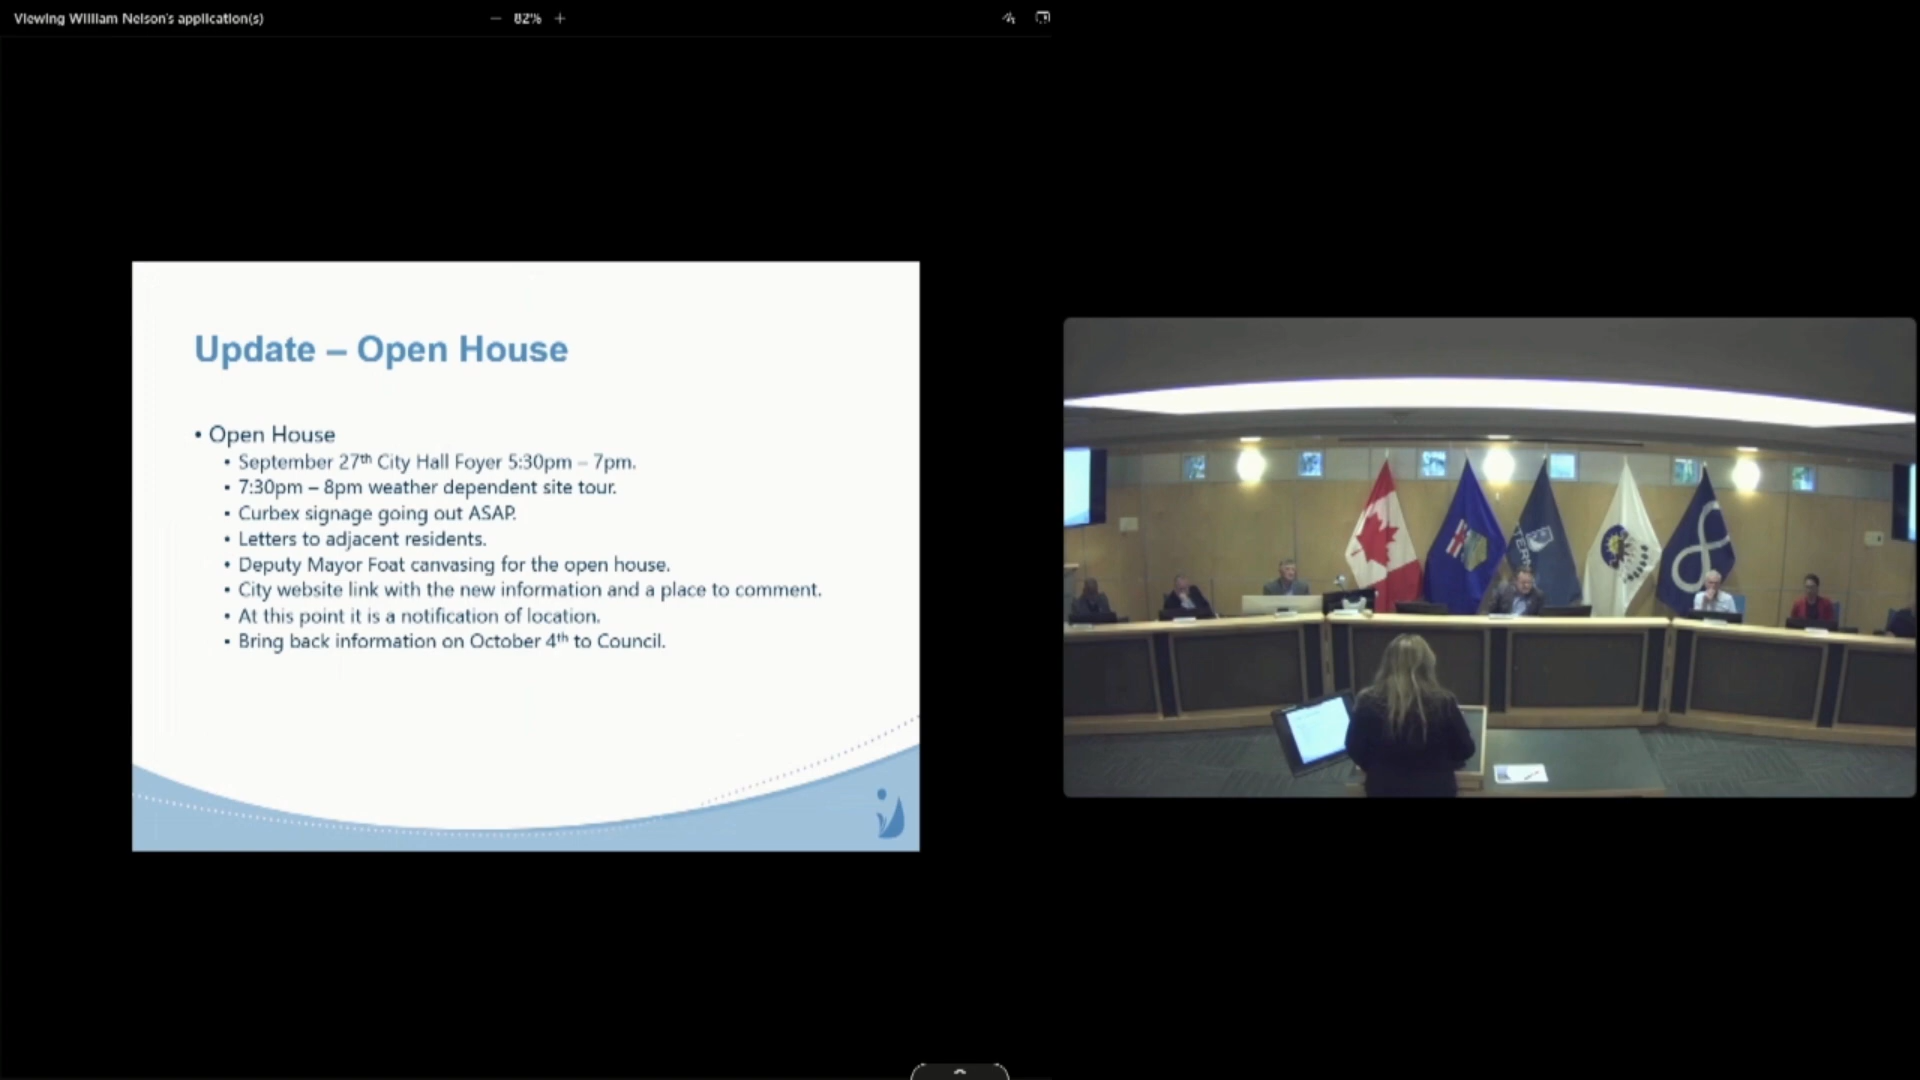 Viewing William Nelson's application(s)
82%
Update – Open House
• Open House
• September 27th City Hall Foyer 5:30pm – 7pm.
• 7:30pm – 8pm weather dependent site tour.
• Curbex signage going out ASAP.
• Letters to adjacent residents.
• Deputy Mayor Foat canvasing for the open house.
• City website link with the new information and a place to comment.
• At this point it is a notification of location.
• Bring back information on October 4th to Council.